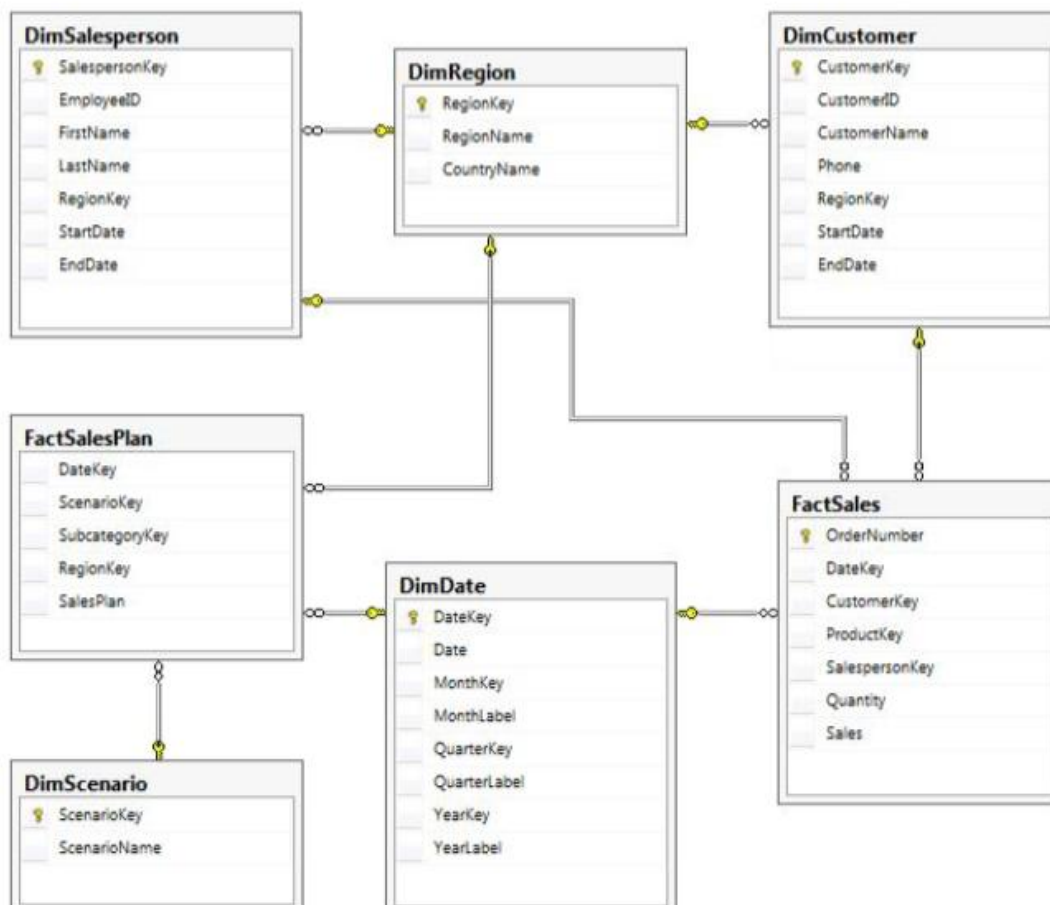 DimSalesperson
SalespersonKey
EmployeeID
FirstName
LastName
RegionKey
StartDate
EndDate
DimRegion
RegionKey
RegionName
CountryName
DimCustomer
CustomerKey
CustomerID
CustomerName
Phone
RegionKey
StartDate
EndDate
FactSalesPlan
DateKey
ScenarioKey
SubcategoryKey
RegionKey
SalesPlan
DimDate
DateKey
Date
MonthKey
MonthLabel
QuarterKey
QuarterLabel
YearKey
YearLabel
FactSales
OrderNumber
DateKey
CustomerKey
ProductKey
SalespersonKey
Quantity
Sales
DimScenario
ScenarioKey
ScenarioName